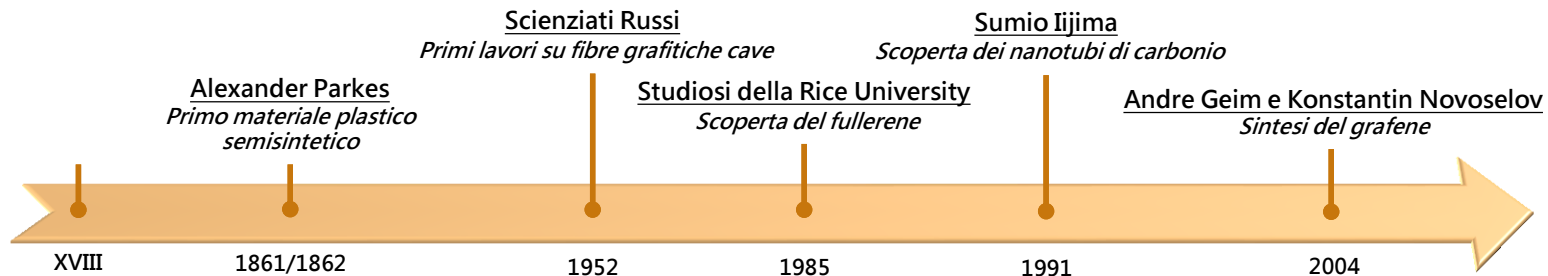 Scienziati Russi
Primi lavori su fibre grafitiche cave
Sumio Iijima
Scoperta dei nanotubi di carbonio
Alexander Parkes
Primo materiale plastico
semisintetico
Studiosi della Rice University
Scoperta del fullerene
Andre Geim e Konstantin Novoselov
Sintesi del grafene
XVIII
1861/1862
1952
1985
1991
2004